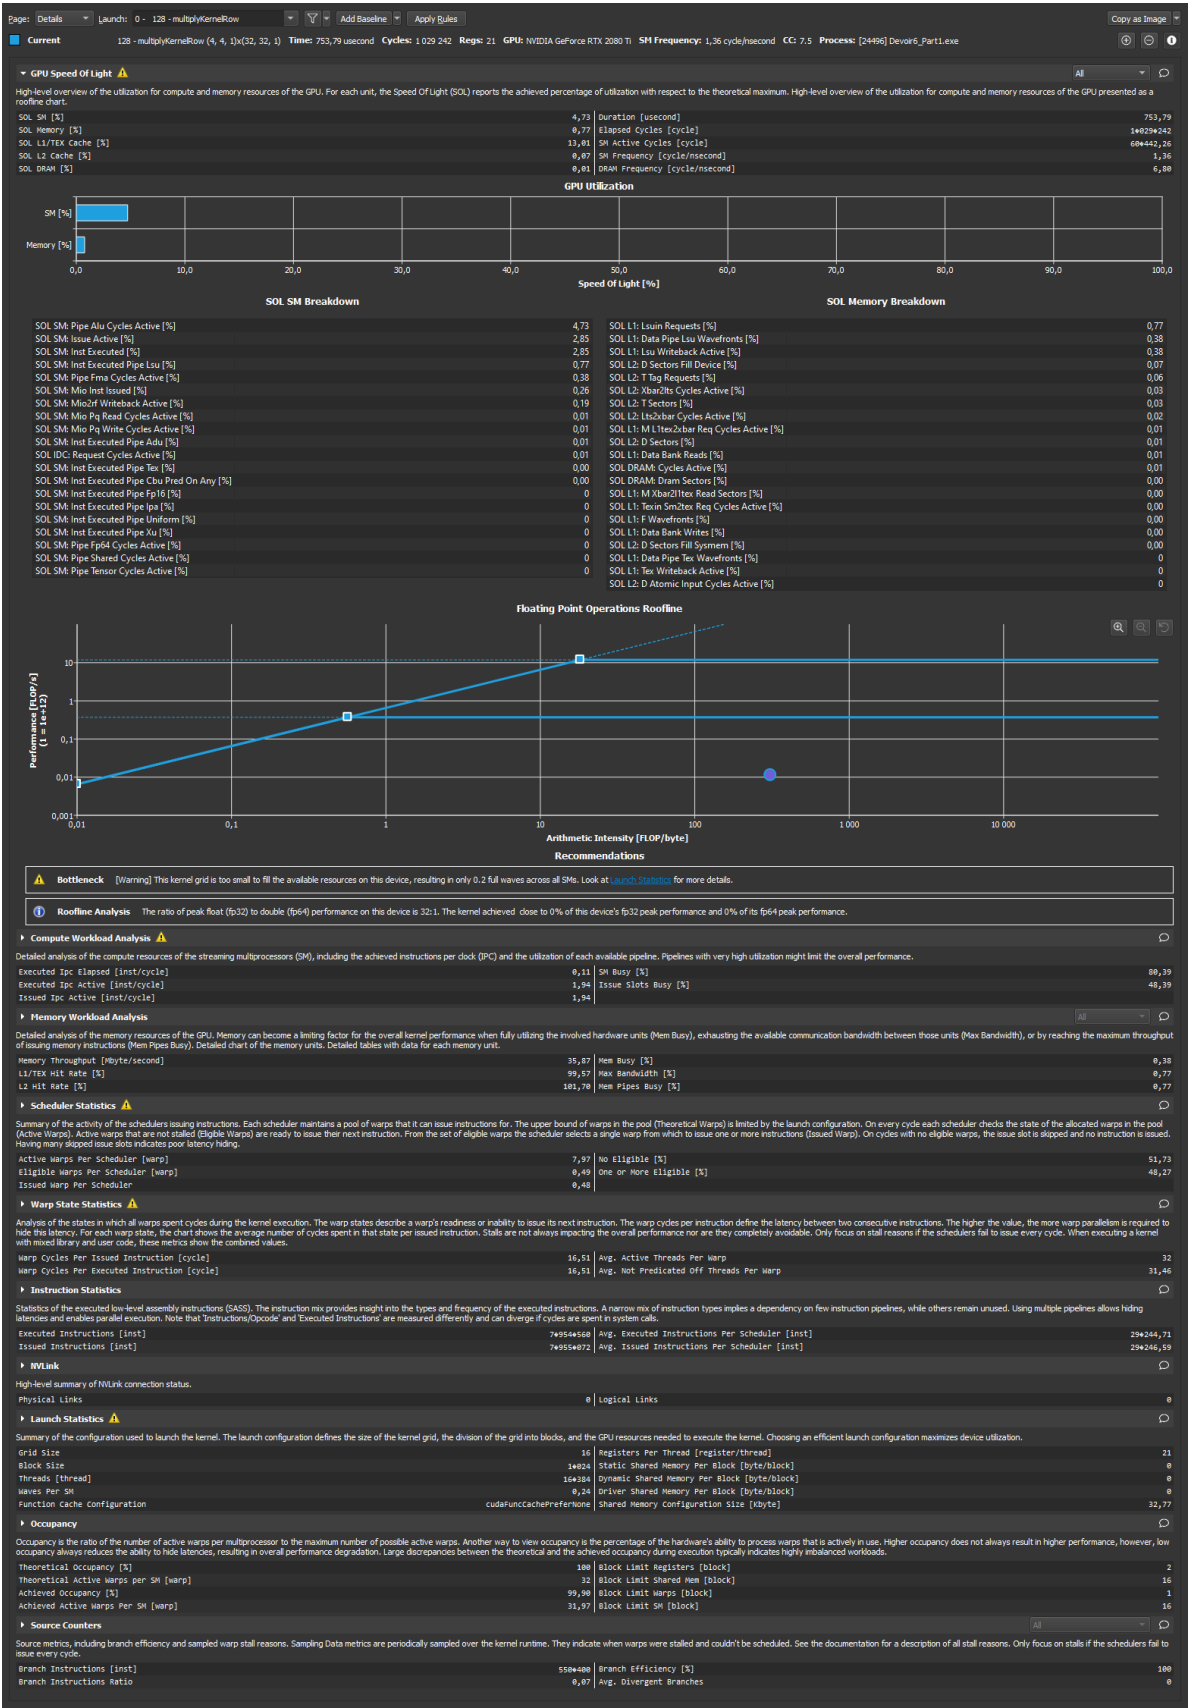 Page: Details Launch: 0 - 128 - multiplyKernelRow Add Baseline Apply Rules Copy as Image
Current 128 - multiplyKernelRow (4, 4, 1)x(32, 32, 1) Time: 753,79 usecond Cycles: 1 029 242 Regs: 21 GPU: NVIDIA GeForce RTX 2080 Ti SM Frequency: 1,36 cycle/nsecond CC: 7.5 Process: [24496] Devoir6_Part1.exe
GPU Speed Of Light All
High-level overview of the utilization for compute and memory resources of the GPU. For each unit, the Speed Of Light (SOL) reports the achieved percentage of utilization with respect to the theoretical maximum. High-level overview of the utilization for compute and memory resources of the GPU presented as a
roofline chart.
SOL SM [%] 4,73 Duration [usecond] 753,79
SOL Memory [%] 0,77 Elapsed Cycles [cycle] 1♦029♦242
SOL L1/TEX Cache [%] 13,01 SM Active Cycles [cycle] 60♦442,26
SOL L2 Cache [%] 0,07 SM Frequency [cycle/nsecond] 1,36
SOL DRAM [%] 0,01 DRAM Frequency [cycle/nsecond] 6,80
GPU Utilization
SM [%]
Memory [%]
0,0 10,0 20,0 30,0 40,0 50,0 60,0 70,0 80,0 90,0 100,0
Speed Of Light [%]
SOL SM Breakdown
SOL SM: Pipe Alu Cycles Active [%] 4,73
SOL SM: Issue Active [%] 2,85
SOL SM: Inst Executed [%] 2,85
SOL SM: Inst Executed Pipe Lsu [%] 0,77
SOL SM: Pipe Fma Cycles Active [%] 0,38
SOL SM: Mio Inst Issued [%] 0,26
SOL SM: Mio2rf Writeback Active [%] 0,19
SOL SM: Mio Pq Read Cycles Active [%] 0,01
SOL SM: Mio Pq Write Cycles Active [%] 0,01
SOL SM: Inst Executed Pipe Adu [%] 0,01
SOL IDC: Request Cycles Active [%] 0,01
SOL SM: Inst Executed Pipe Tex [%] 0,00
SOL SM: Inst Executed Pipe Cbu Pred On Any [%] 0,00
SOL SM: Inst Executed Pipe Fp16 [%] 0
SOL SM: Inst Executed Pipe Ipa [%] 0
SOL SM: Inst Executed Pipe Uniform [%] 0
SOL SM: Inst Executed Pipe Xu [%] 0
SOL SM: Pipe Fp64 Cycles Active [%] 0
SOL SM: Pipe Shared Cycles Active [%] 0
SOL SM: Pipe Tensor Cycles Active [%] 0
SOL Memory Breakdown
SOL L1: Lsuin Requests [%] 0,77
SOL L1: Data Pipe Lsu Wavefronts [%] 0,38
SOL L1: Lsu Writeback Active [%] 0,38
SOL L2: D Sectors Fill Device [%] 0,07
SOL L2: T Tag Requests [%] 0,06
SOL L2: Xbar2lts Cycles Active [%] 0,03
SOL L2: T Sectors [%] 0,03
SOL L2: Lts2xbar Cycles Active [%] 0,02
SOL L1: M L1tex2xbar Req Cycles Active [%] 0,01
SOL L2: D Sectors [%] 0,01
SOL L1: Data Bank Reads [%] 0,01
SOL DRAM: Cycles Active [%] 0,01
SOL DRAM: Dram Sectors [%] 0,00
SOL L1: M Xbar2l1tex Read Sectors [%] 0,00
SOL L1: Texin Sm2tex Req Cycles Active [%] 0,00
SOL L1: F Wavefronts [%] 0,00
SOL L1: Data Bank Writes [%] 0,00
SOL L2: D Sectors Fill Sysmem [%] 0,00
SOL L1: Data Pipe Tex Wavefronts [%] 0
SOL L1: Tex Writeback Active [%] 0
SOL L2: D Atomic Input Cycles Active [%] 0
Floating Point Operations Roofline
Performance [FLOP/s]
(1 = 1e+12)
10
1
0,1
0,01
0,001
0,01 0,1 1 10 100 1 000 10 000
Arithmetic Intensity [FLOP/byte]
Recommendations
Bottleneck [Warning] This kernel grid is too small to fill the available resources on this device, resulting in only 0.2 full waves across all SMs. Look at Launch Statistics for more details.
Roofline Analysis The ratio of peak float (fp32) to double (fp64) performance on this device is 32:1. The kernel achieved close to 0% of this device's fp32 peak performance and 0% of its fp64 peak performance.
Compute Workload Analysis
Detailed analysis of the compute resources of the streaming multiprocessors (SM), including the achieved instructions per clock (IPC) and the utilization of each available pipeline. Pipelines with very high utilization might limit the overall performance.
Executed Ipc Elapsed [inst/cycle] 0,11 SM Busy [%] 80,39
Executed Ipc Active [inst/cycle] 1,94 Issue Slots Busy [%] 48,39
Issued Ipc Active [inst/cycle] 1,94
Memory Workload Analysis All
Detailed analysis of the memory resources of the GPU. Memory can become a limiting factor for the overall kernel performance when fully utilizing the involved hardware units (Mem Busy), exhausting the available communication bandwidth between those units (Max Bandwidth), or by reaching the maximum throughput
of issuing memory instructions (Mem Pipes Busy). Detailed chart of the memory units. Detailed tables with data for each memory unit.
Memory Throughput [Mbyte/second] 35,87 Mem Busy [%] 0,38
L1/TEX Hit Rate [%] 99,57 Max Bandwidth [%] 0,77
L2 Hit Rate [%] 101,70 Mem Pipes Busy [%] 0,77
Scheduler Statistics
Summary of the activity of the schedulers issuing instructions. Each scheduler maintains a pool of warps that it can issue instructions for. The upper bound of warps in the pool (Theoretical Warps) is limited by the launch configuration. On every cycle each scheduler checks the state of the allocated warps in the pool
(Active Warps). Active warps that are not stalled (Eligible Warps) are ready to issue their next instruction. From the set of eligible warps the scheduler selects a single warp from which to issue one or more instructions (Issued Warp). On cycles with no eligible warps, the issue slot is skipped and no instruction is issued.
Having many skipped issue slots indicates poor latency hiding.
Active Warps Per Scheduler [warp] 7,97 No Eligible [%] 51,73
Eligible Warps Per Scheduler [warp] 0,49 One or More Eligible [%] 48,27
Issued Warp Per Scheduler 0,48
Warp State Statistics
Analysis of the states in which all warps spent cycles during the kernel execution. The warp states describe a warp's readiness or inability to issue its next instruction. The warp cycles per instruction define the latency between two consecutive instructions. The higher the value, the more warp parallelism is required to
hide this latency. For each warp state, the chart shows the average number of cycles spent in that state per issued instruction. Stalls are not always impacting the overall performance nor are they completely avoidable. Only focus on stall reasons if the schedulers fail to issue every cycle. When executing a kernel
with mixed library and user code, these metrics show the combined values.
Warp Cycles Per Issued Instruction [cycle] 16,51 Avg. Active Threads Per Warp 32
Warp Cycles Per Executed Instruction [cycle] 16,51 Avg. Not Predicated Off Threads Per Warp 31,46
Instruction Statistics
Statistics of the executed low-level assembly instructions (SASS). The instruction mix provides insight into the types and frequency of the executed instructions. A narrow mix of instruction types implies a dependency on few instruction pipelines, while others remain unused. Using multiple pipelines allows hiding
latencies and enables parallel execution. Note that 'Instructions/Opcode' and 'Executed Instructions' are measured differently and can diverge if cycles are spent in system calls.
Executed Instructions [inst] 7♦954♦560 Avg. Executed Instructions Per Scheduler [inst] 29♦244,71
Issued Instructions [inst] 7♦955♦072 Avg. Issued Instructions Per Scheduler [inst] 29♦246,59
NVLink
High-level summary of NVLink connection status.
Physical Links 0 Logical Links 0
Launch Statistics
Summary of the configuration used to launch the kernel. The launch configuration defines the size of the kernel grid, the division of the grid into blocks, and the GPU resources needed to execute the kernel. Choosing an efficient launch configuration maximizes device utilization.
Grid Size 16 Registers Per Thread [register/thread] 21
Block Size 1♦024 Static Shared Memory Per Block [byte/block] 0
Threads [thread] 16♦384 Dynamic Shared Memory Per Block [byte/block] 0
Waves Per SM 0,24 Driver Shared Memory Per Block [byte/block] 0
Function Cache Configuration cudaFuncCachePreferNone Shared Memory Configuration Size [Kbyte] 32,77
Occupancy
Occupancy is the ratio of the number of active warps per multiprocessor to the maximum number of possible active warps. Another way to view occupancy is the percentage of the hardware's ability to process warps that is actively in use. Higher occupancy does not always result in higher performance, however, low
occupancy always reduces the ability to hide latencies, resulting in overall performance degradation. Large discrepancies between the theoretical and the achieved occupancy during execution typically indicates highly imbalanced workloads.
Theoretical Occupancy [%] 100 Block Limit Registers [block] 2
Theoretical Active Warps per SM [warp] 32 Block Limit Shared Mem [block] 16
Achieved Occupancy [%] 99,90 Block Limit Warps [block] 1
Achieved Active Warps Per SM [warp] 31,97 Block Limit SM [block] 16
Source Counters All
Source metrics, including branch efficiency and sampled warp stall reasons. Sampling Data metrics are periodically sampled over the kernel runtime. They indicate when warps were stalled and couldn't be scheduled. See the documentation for a description of all stall reasons. Only focus on stalls if the schedulers fail to
issue every cycle.
Branch Instructions [inst] 550♦400 Branch Efficiency [%] 100
Branch Instructions Ratio 0,07 Avg. Divergent Branches 0